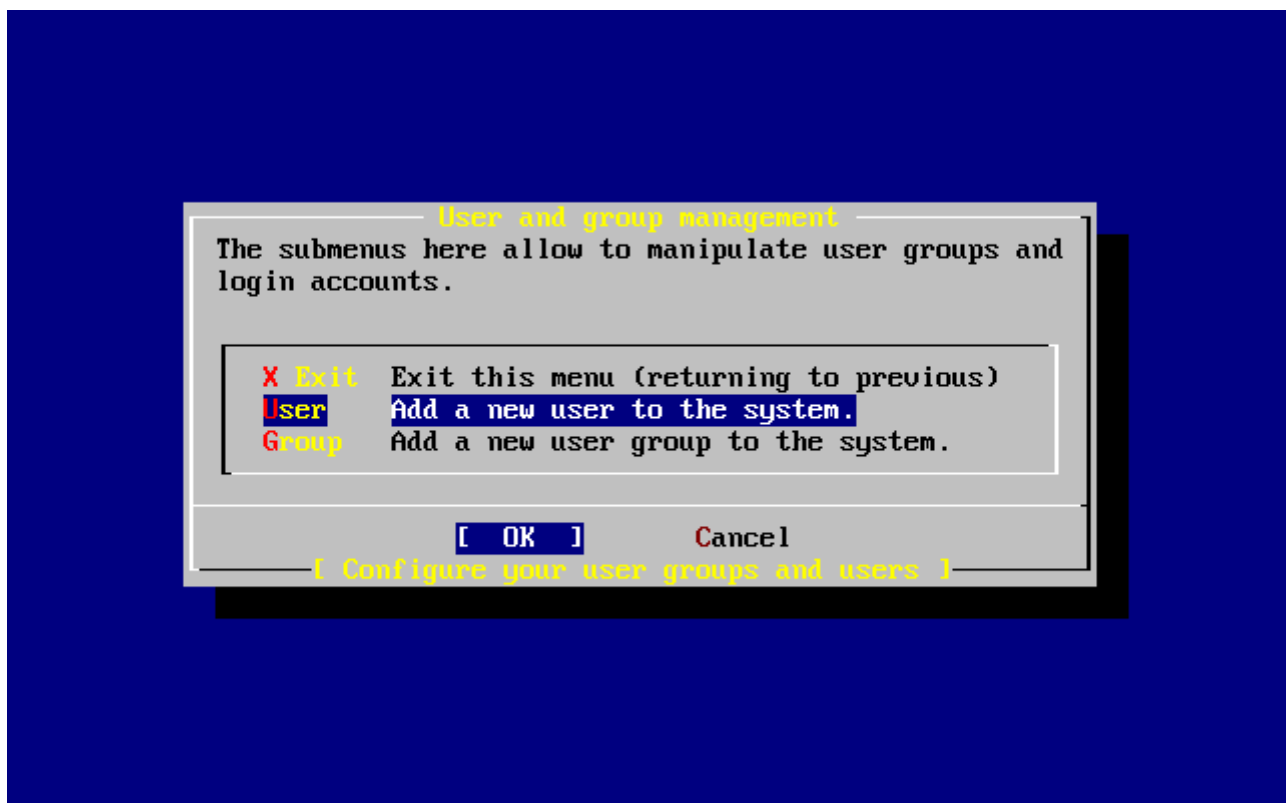 User and group management
The submenus here allow to manipulate user groups and
login accounts.
X Exit Exit this menu (returning to previous)
User Add a new user to the system.
Group Add a new user group to the system.
[ OK ] Cancel
[ Configure your user groups and users ]